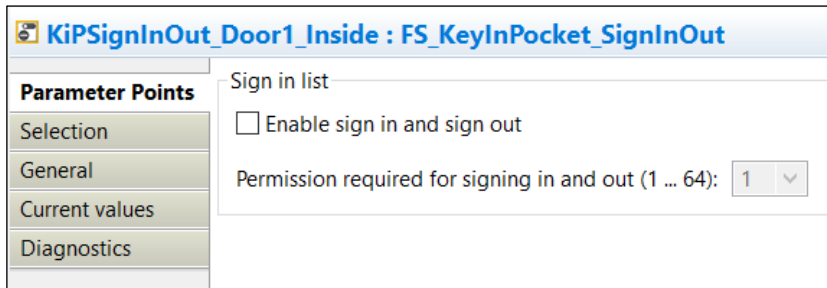 KiPSignInOut_Door1_Inside : FS_KeyInPocket_SignInOut
Parameter Points
Selection
General
Current values
Diagnostics
Sign in list
Enable sign in and sign out
Permission required for signing in and out (1 ... 64): 1